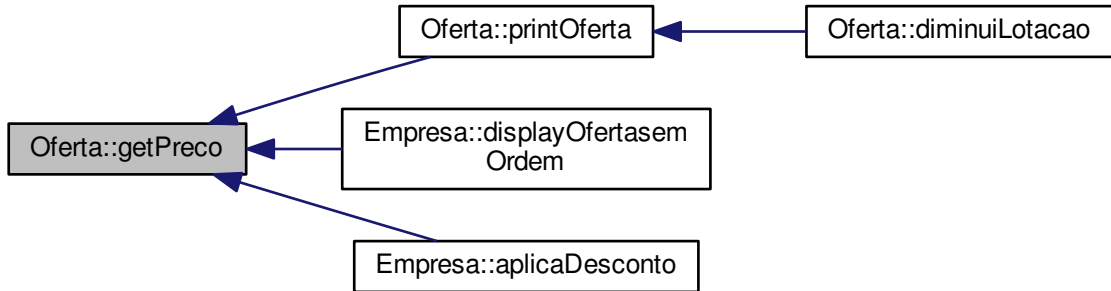 Oferta::printOferta
Oferta::diminuiLotacao
Oferta::getPreco
Empresa::displayOfertasem
Ordem
Empresa::aplicaDesconto